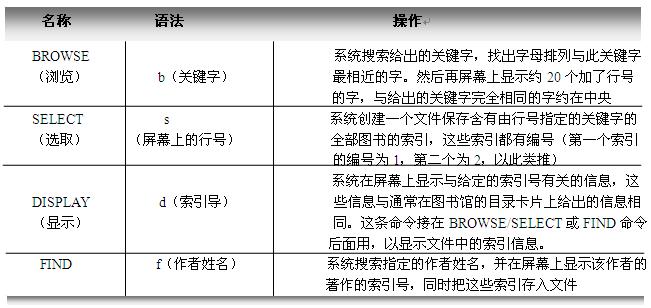 名称 语法 操作
BROWSE
（浏览）
b（关键字）
系统搜索给出的关键字，找出字母排列与此关键字
最相近的字。然后再屏幕上显示约 20 个加了行号
的字，与给出的关键字完全相同的字约在中央
SELECT
（选取）
s
（屏幕上的行号）
系统创建一个文件保存含有由行号指定的关键字的
全部图书的索引，这些索引都有编号（第一个索引
的编号为 1，第二个为 2，以此类推）
DISPLAY
（显示）
d（索引导）
系统在屏幕上显示与给定的索引号有关的信息，这
些信息与通常在图书馆的目录卡片上给出的信息相
同。这条命令接在 BROWSE/SELECT 或 FIND 命令
后面用，以显示文件中的索引信息。
FIND
f（作者姓名）
系统搜索指定的作者姓名，并在屏幕上显示该作者的
著作的索引号，同时把这些索引存入文件